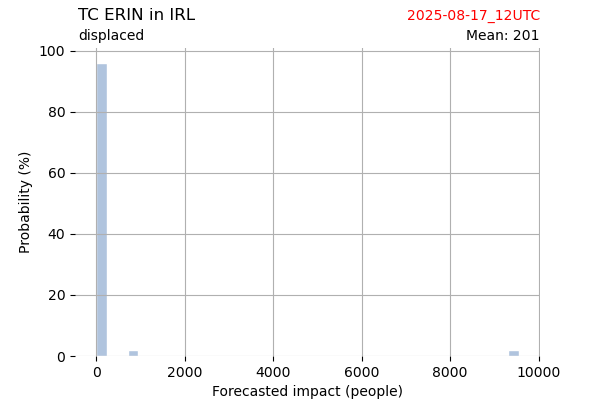 TC ERIN in IRL
2025-08-17_12UTC
displaced
Mean: 201
100
80
60
40
20
0
Probability (%)
0 2000 4000 6000 8000 10000
Forecasted impact (people)